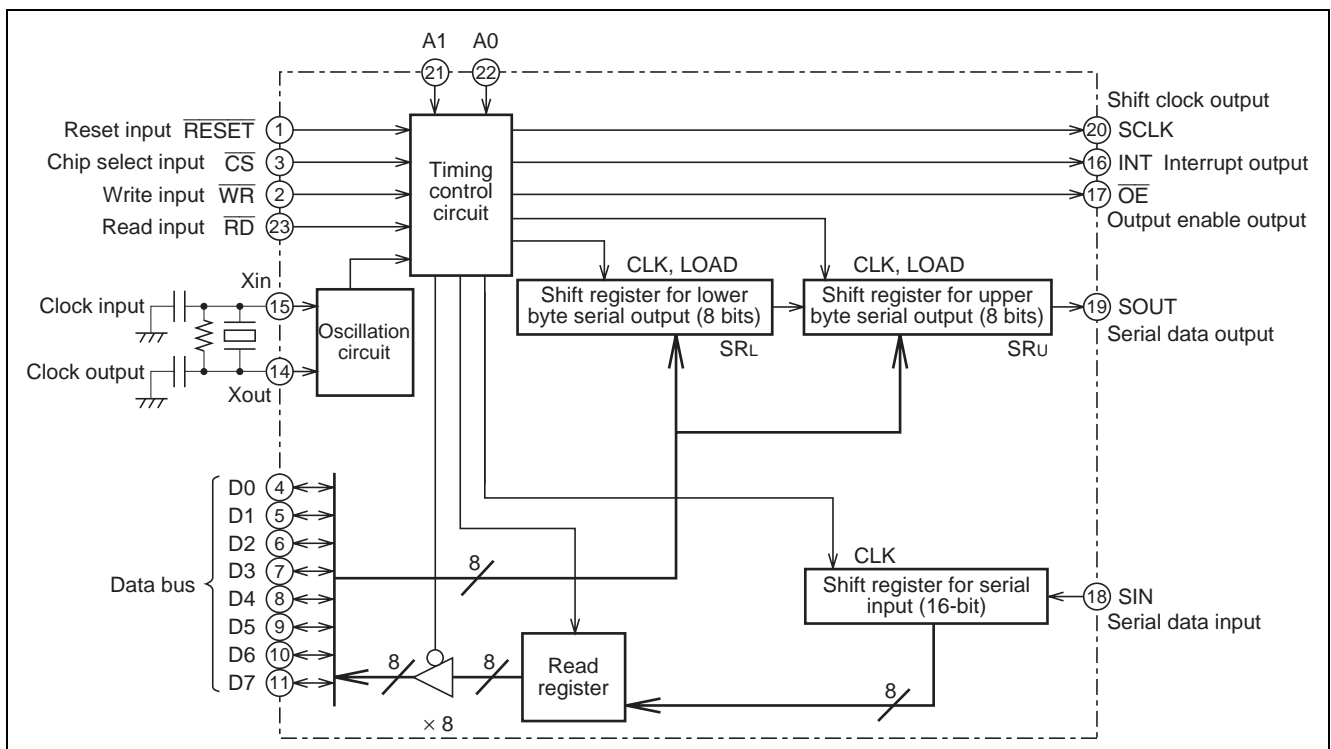 A1 A0
21 22
Reset input RESET 1
Chip select input CS 3
Write input WR 2
Read input RD 23
Timing
control
circuit
Shift clock output
20 SCLK
16 INT Interrupt output
17 OE
Output enable output
Xin
Clock input 15
Clock output 14
Xout
Oscillation
circuit
CLK, LOAD
Shift register for lower
byte serial output (8 bits)
SRL
CLK, LOAD
Shift register for upper
byte serial output (8 bits)
SRU
19 SOUT
Serial data output
Data bus
D0 4
D1 5
D2 6
D3 7
D4 8
D5 9
D6 10
D7 11
8
CLK
Shift register for serial
input (16-bit)
18 SIN
Serial data input
8
× 8
8
Read
register
8